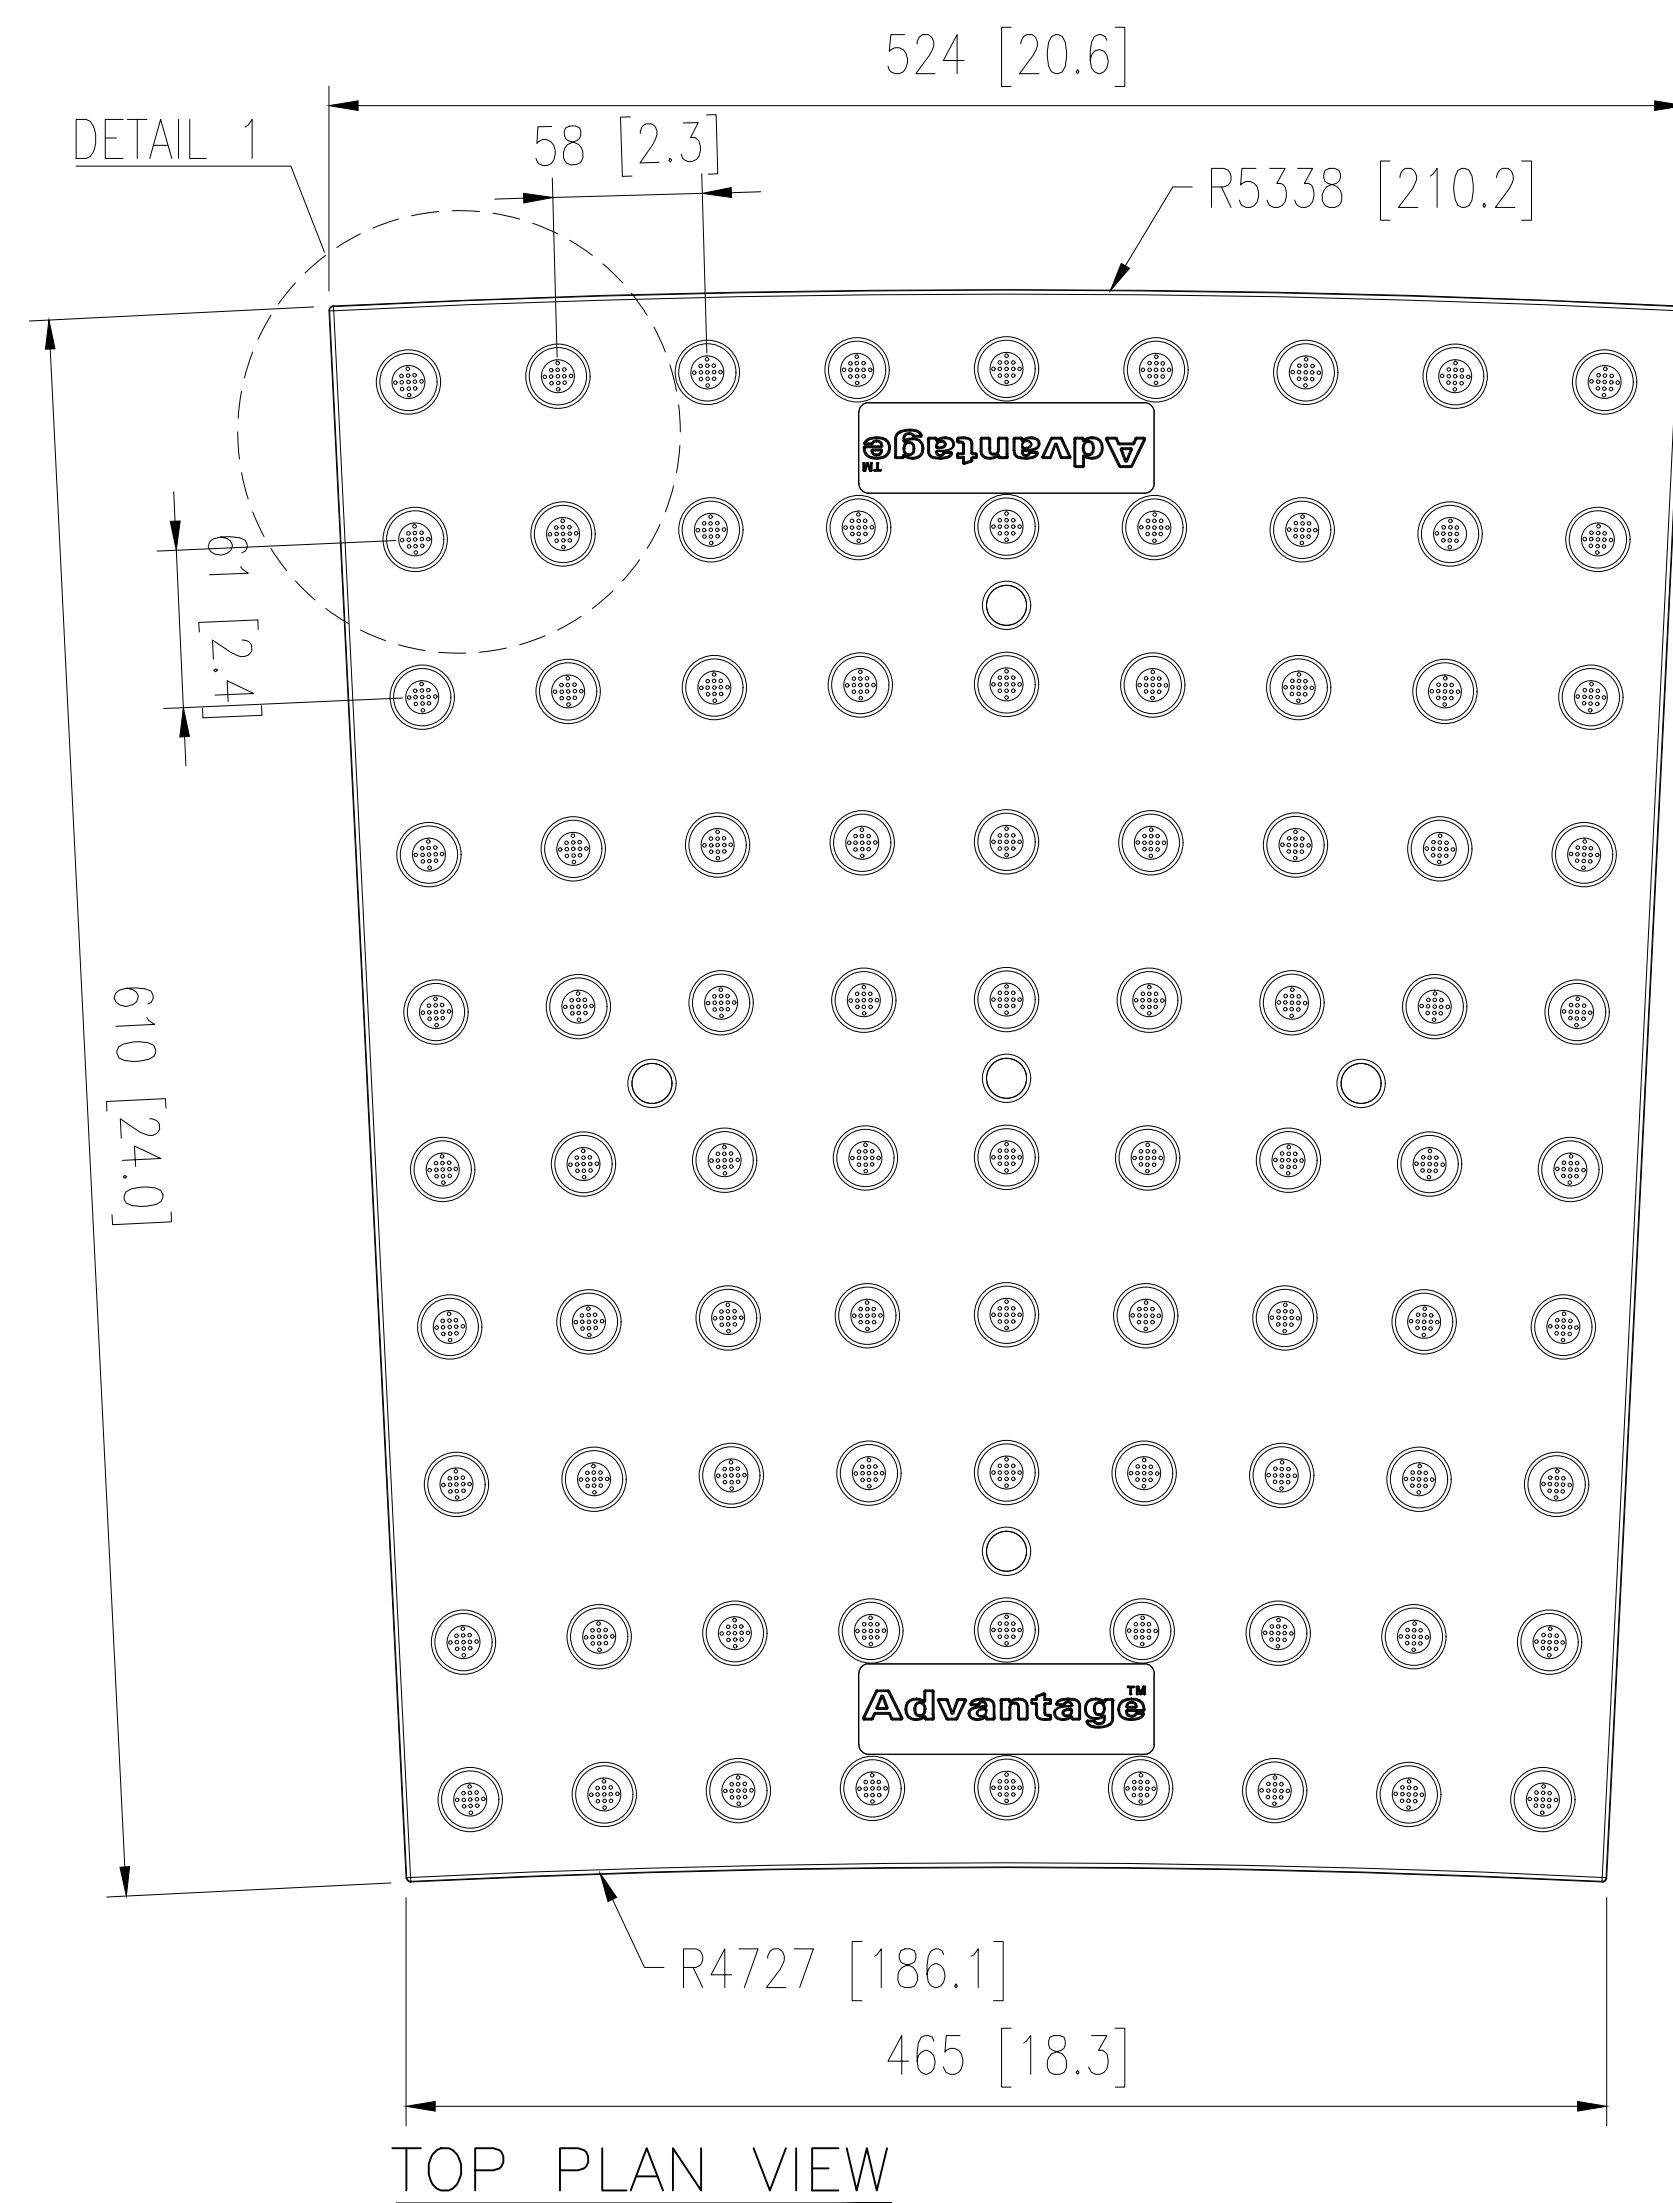 524 [20.6]
DETAIL 1
58 [2.3]
R5338 [210.2]
Advantage™
61 [2.4]
610 [24.0]
Advantage™
R4727 [186.1]
465 [18.3]
TOP PLAN VIEW